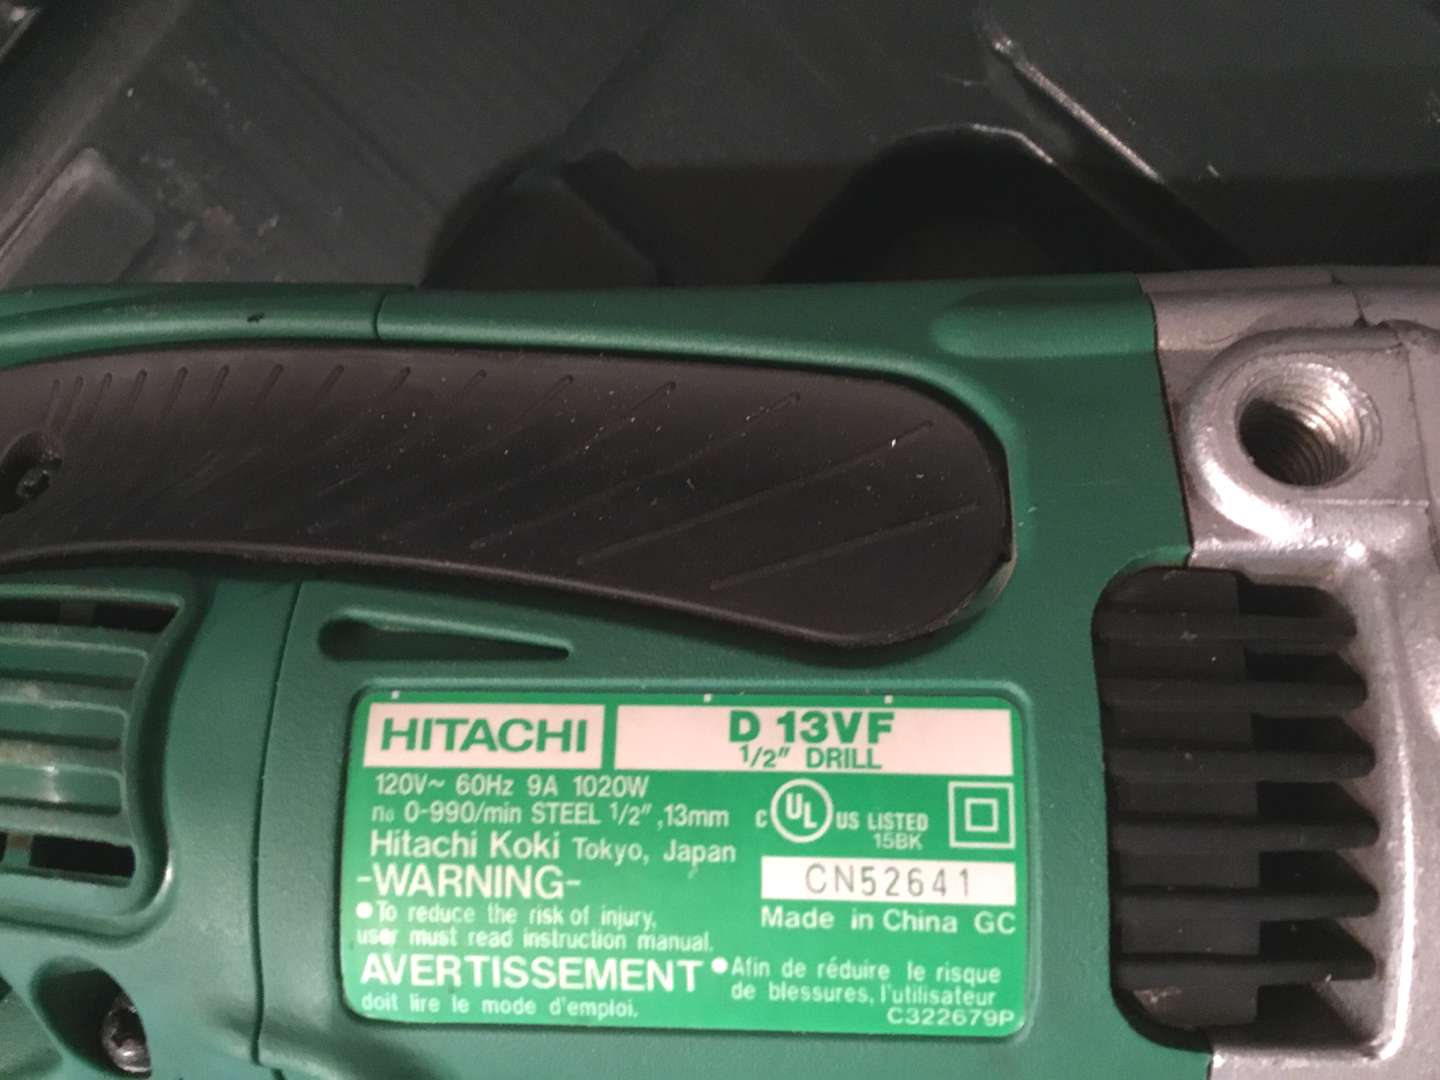 HITACHI
D 13VF
1/2" DRILL
120V~ 60Hz 9A 1020W
no 0-990/min STEEL 1/2", 13mm
Hitachi Koki Tokyo, Japan
C UL US LISTED
15BK
CN52641
Made in China GC
-WARNING-
●To reduce the risk of injury,
user must read instruction manual.
AVERTISSEMENT ●Afin de réduire le risque
de blessures, l'utilisateur
doit lire le mode d'emploi.
C322679P